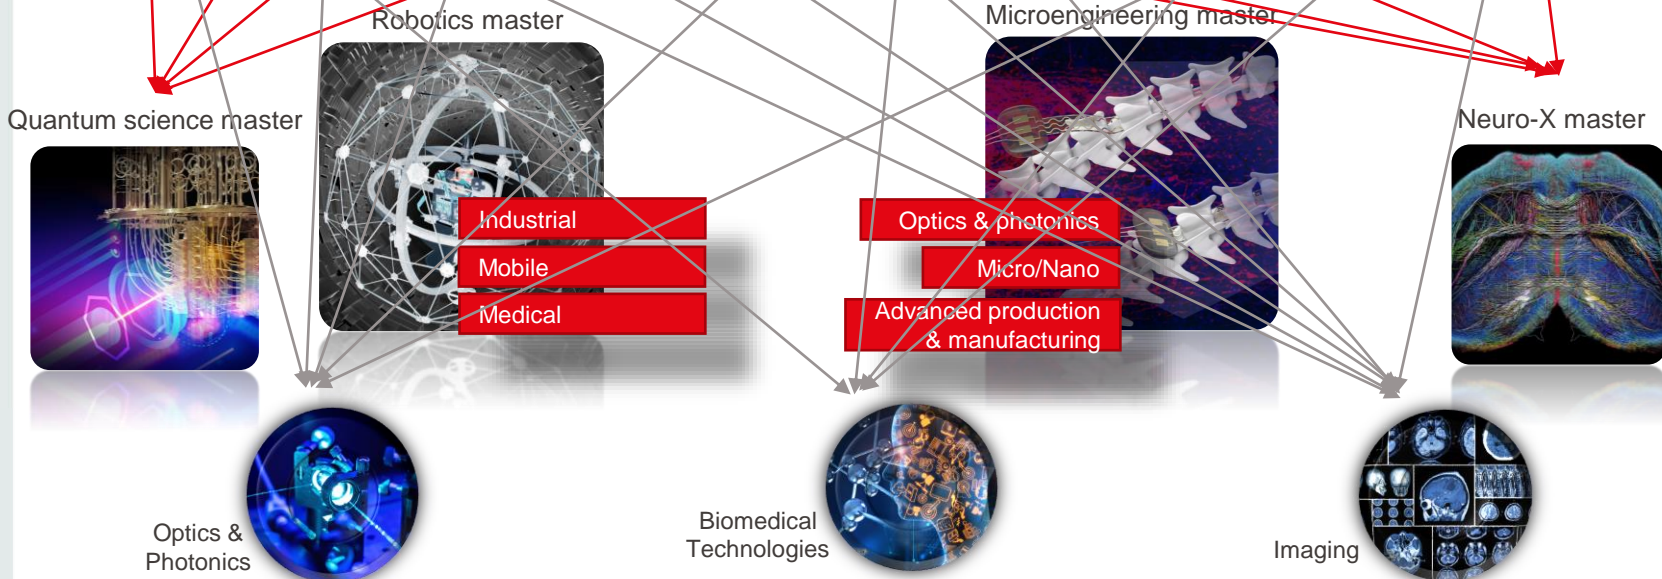 Robotics master
Microengineering master
Quantum science master
Neuro-X master
Industrial
Mobile
Medical
Optics & photonics
Micro/Nano
Advanced production
& manufacturing
Optics &
Photonics
Biomedical
Technologies
Imaging